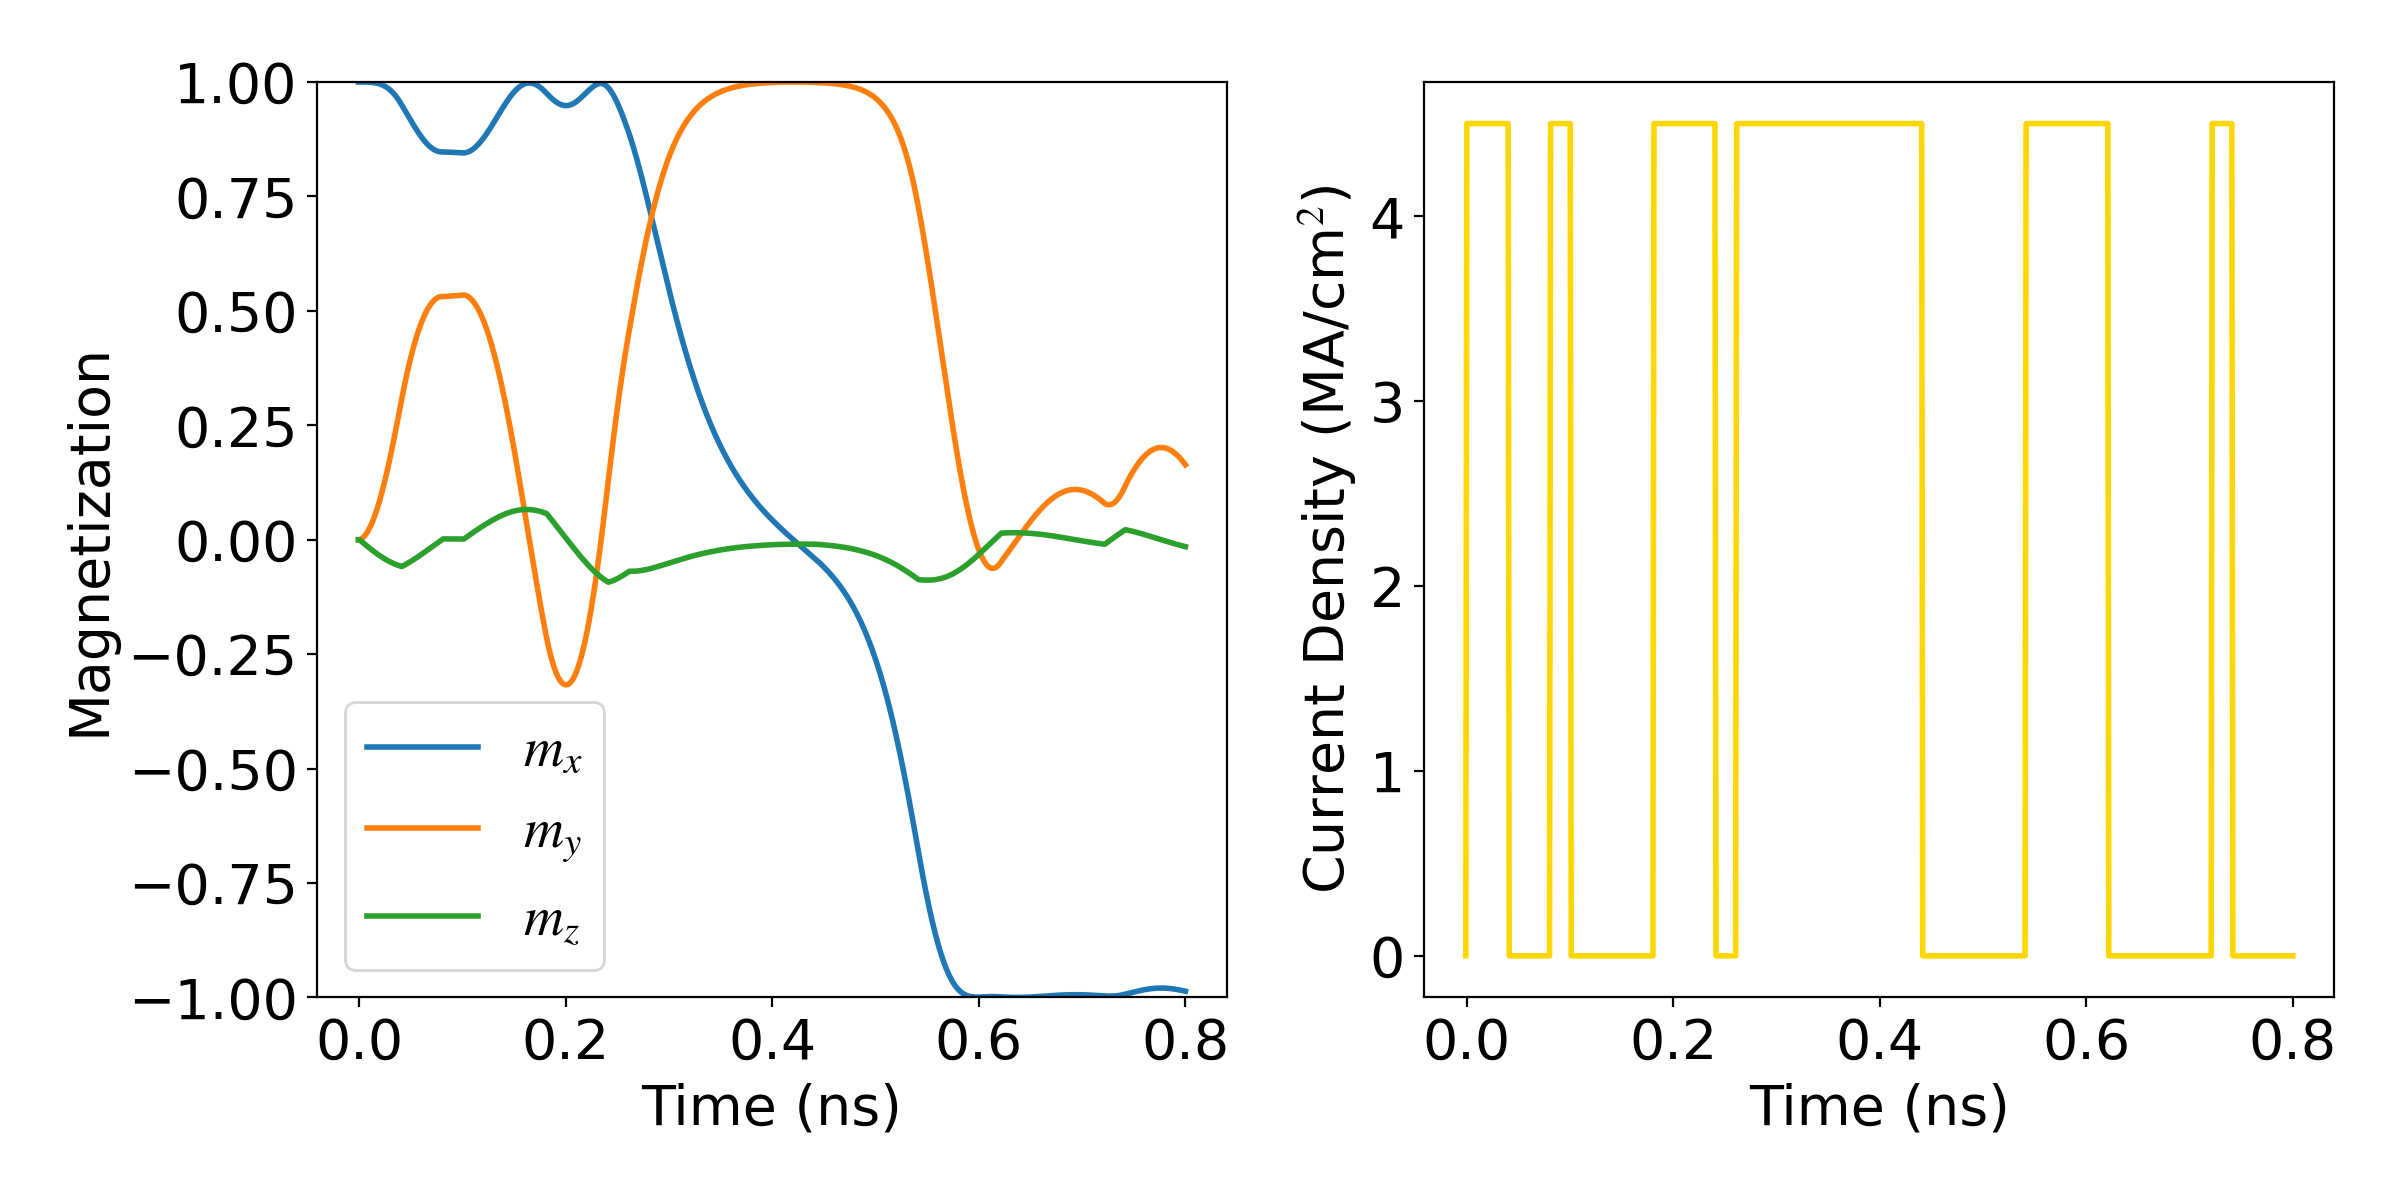 1.00
0.75
0.50
0.25
0.00
−0.25
−0.50
−0.75
−1.00
Magnetization
m_x
m_y
m_z
0.0 0.2 0.4 0.6 0.8
Time (ns)
4
3
2
1
0
Current Density (MA/cm²)
0.0 0.2 0.4 0.6 0.8
Time (ns)